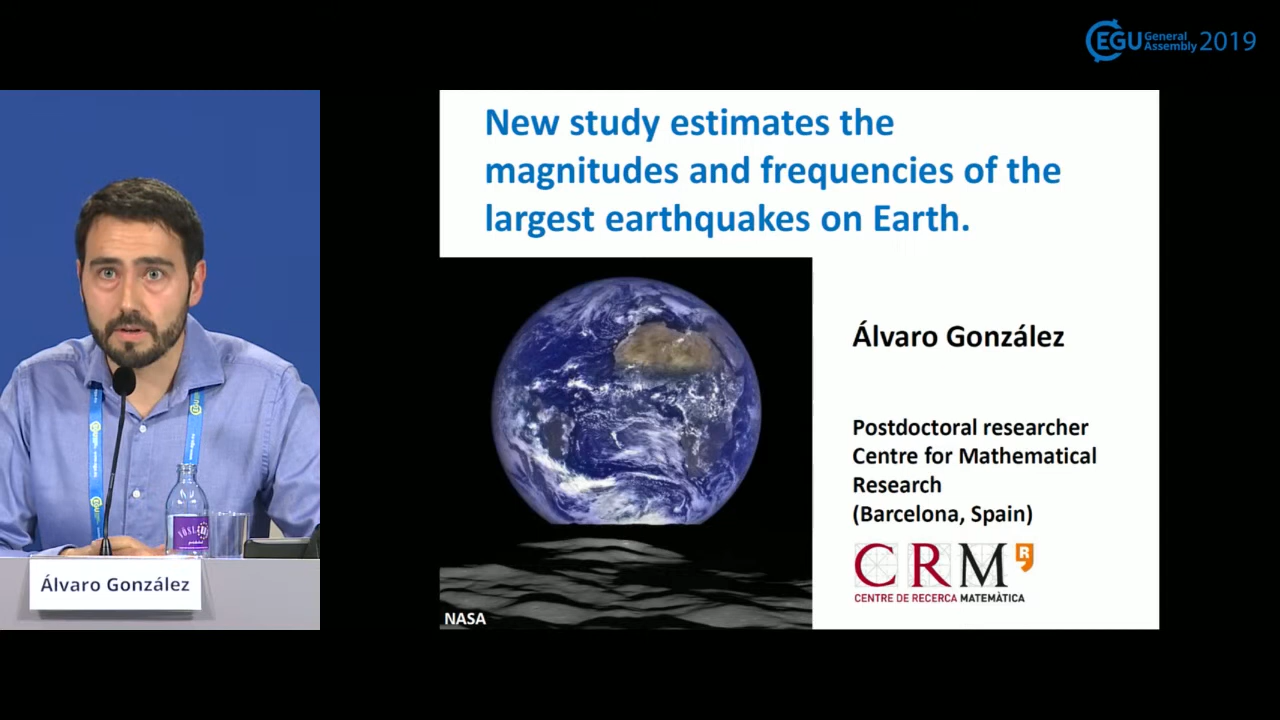 EGU General Assembly 2019
New study estimates the
magnitudes and frequencies of the
largest earthquakes on Earth.
Álvaro González
Postdoctoral researcher
Centre for Mathematical
Research
(Barcelona, Spain)
CRM R
CENTRE DE RECERCA MATEMÀTICA
NASA
Álvaro González